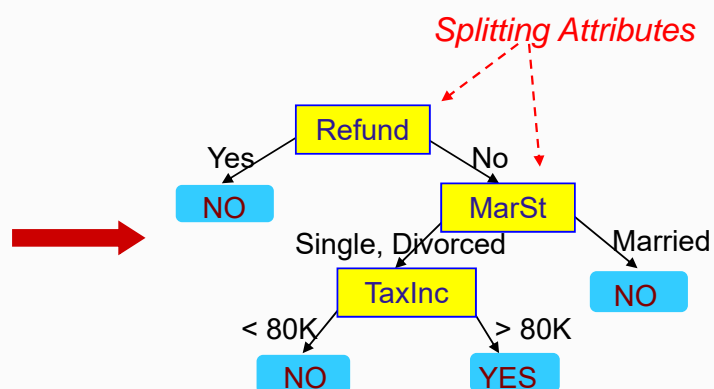 Splitting Attributes
Refund
Yes
No
NO
MarSt
Single, Divorced
Married
TaxInc
NO
< 80K
> 80K
NO
YES